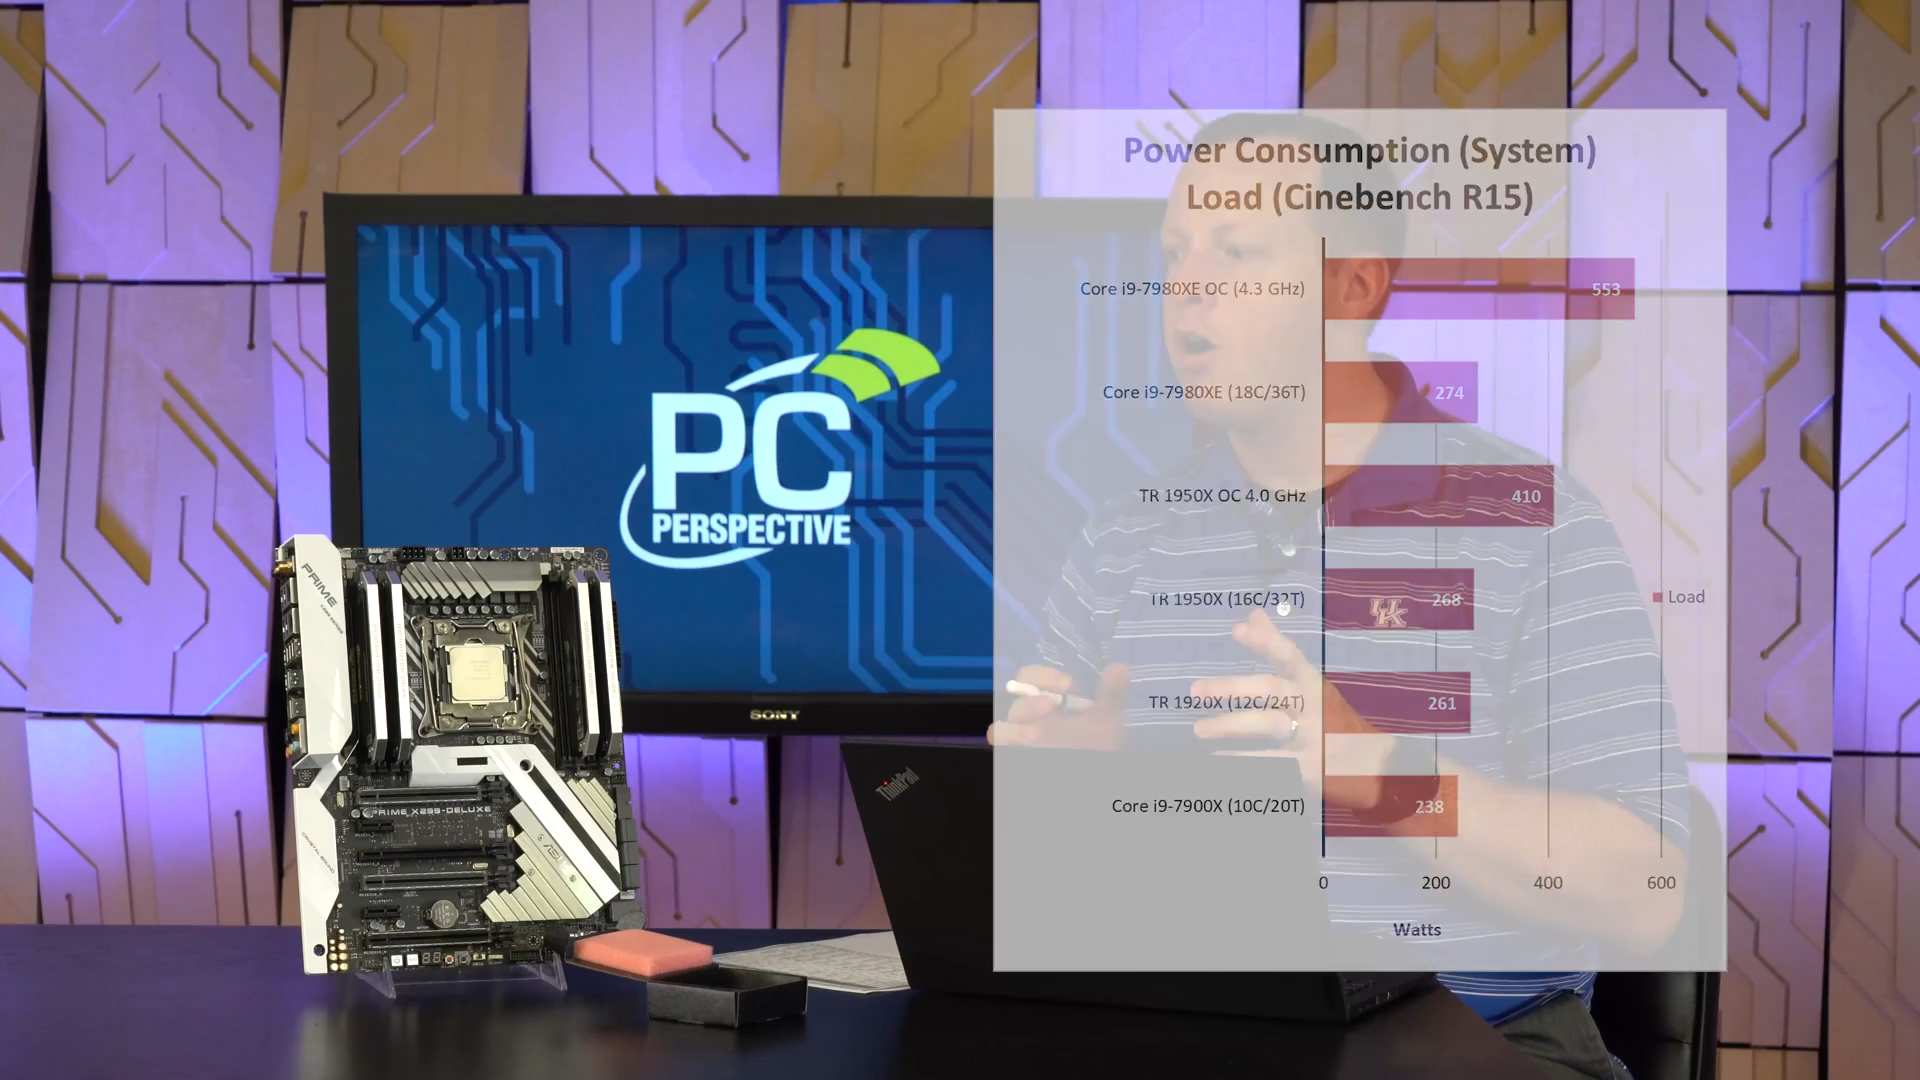 Power Consumption (System)
Load (Cinebench R15)
Core i9-7980XE OC (4.3 GHz)
553
Core i9-7980XE (18C/36T)
274
TR 1950X OC 4.0 GHz
410
TR 1950X (16C/32T)
268
TR 1920X (12C/24T)
261
Core i9-7900X (10C/20T)
238
Load
0 200 400 600
Watts
PC
PERSPECTIVE
SONY
ThinkPad
PRIME
PRIME X299-DELUXE
CRYSTAL SOUND
UK